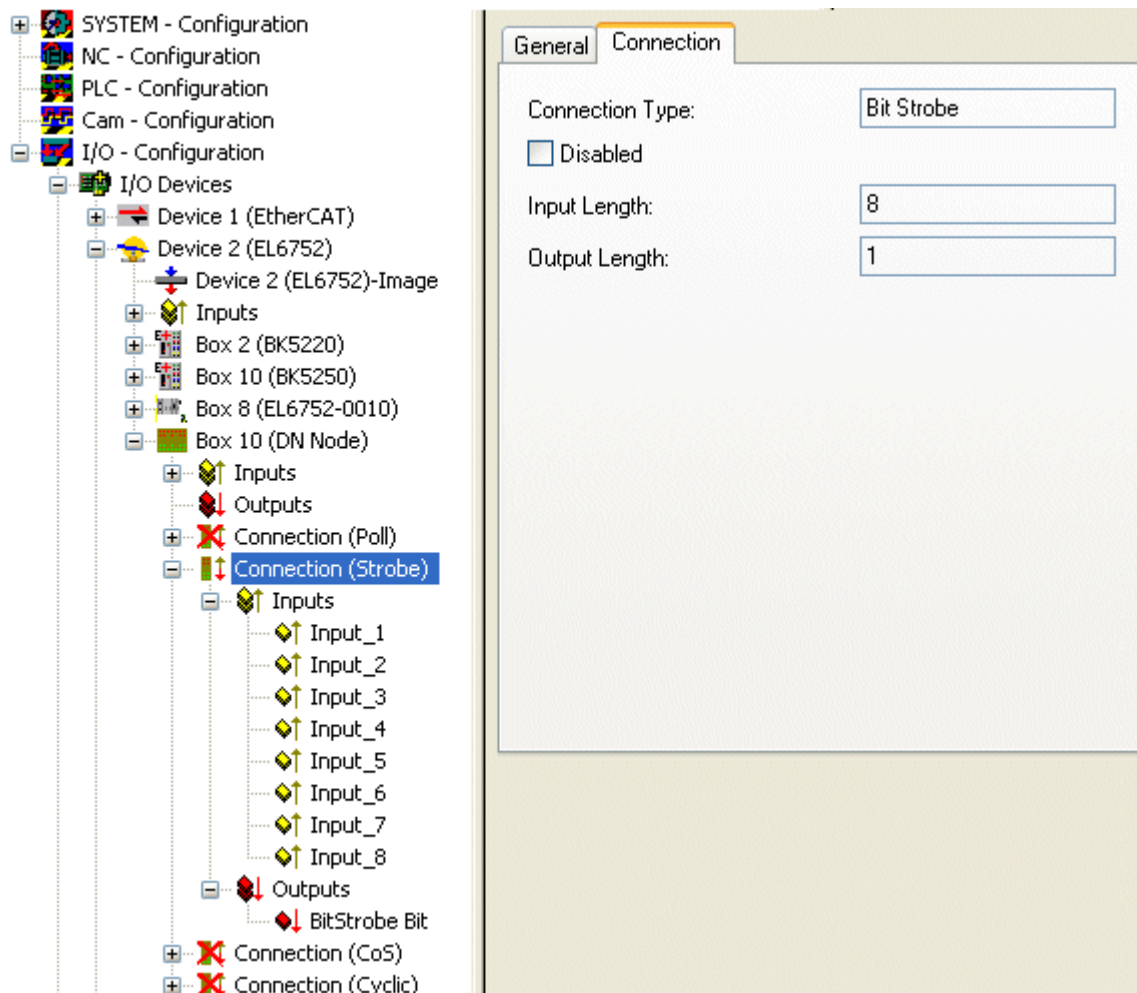 SYSTEM - Configuration
NC - Configuration
PLC - Configuration
Cam - Configuration
I/O - Configuration
I/O Devices
Device 1 (EtherCAT)
Device 2 (EL6752)
Device 2 (EL6752)-Image
Inputs
Box 2 (BK5220)
Box 10 (BK5250)
Box 8 (EL6752-0010)
Box 10 (DN Node)
Inputs
Outputs
Connection (Poll)
Connection (Strobe)
Inputs
Input_1
Input_2
Input_3
Input_4
Input_5
Input_6
Input_7
Input_8
Outputs
BitStrobe Bit
Connection (CoS)
Connection (Cyclic)
General Connection
Connection Type: Bit Strobe
Disabled
Input Length: 8
Output Length: 1